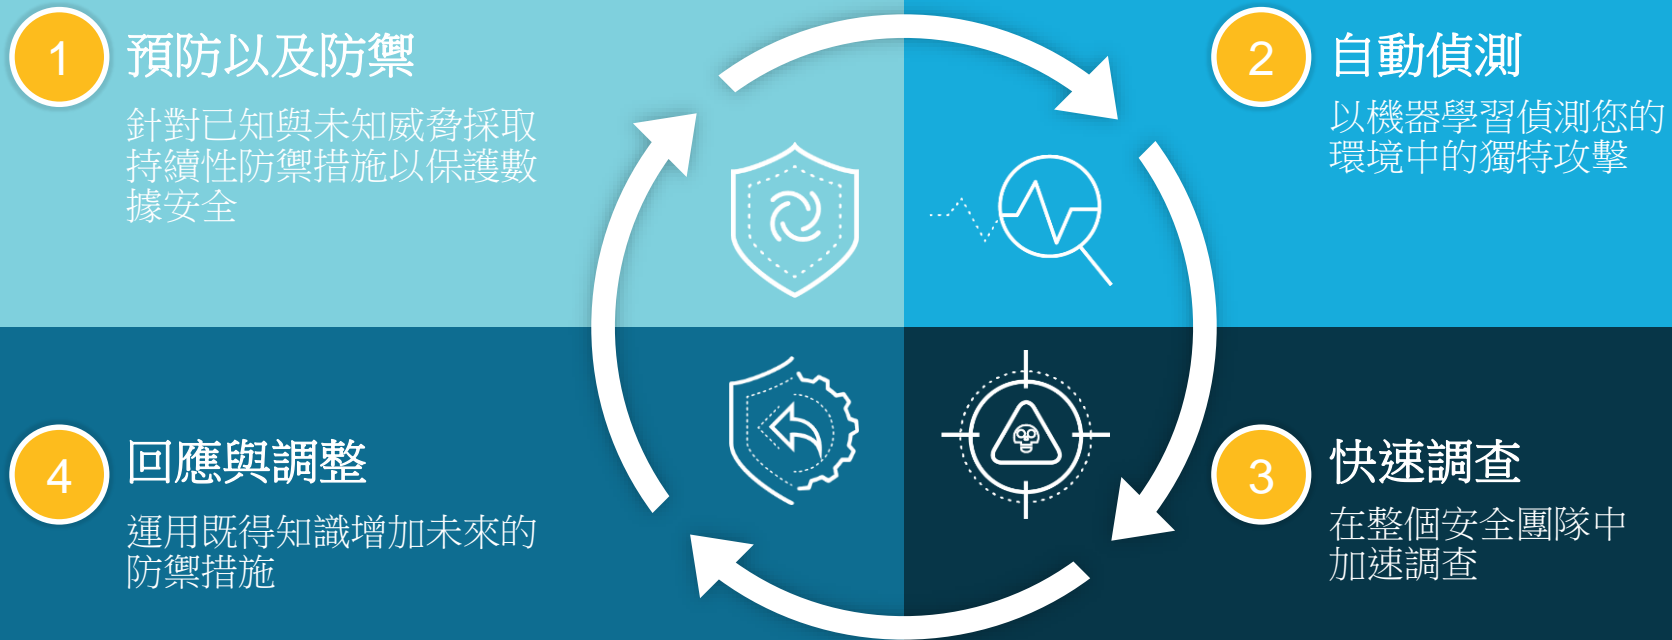 1
預防以及防禦
針對已知與未知威脅採取
持續性防禦措施以保護數
據安全
2
自動偵測
以機器學習偵測您的
環境中的獨特攻擊
3
快速調查
在整個安全團隊中
加速調查
4
回應與調整
運用既得知識增加未來的
防禦措施